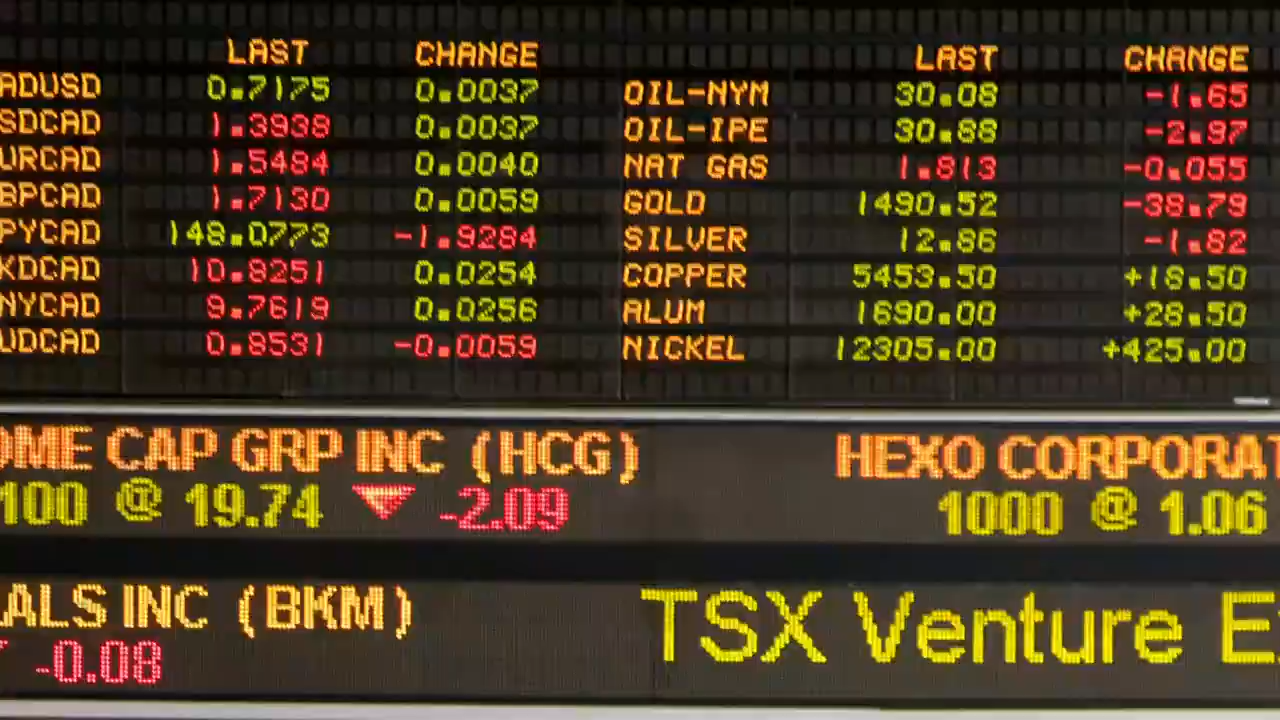 LAST CHANGE LAST CHANGE
ADUSD 0.7175 0.0037 OIL-NYM 30.08 -1.65
SDCAD 1.3938 0.0037 OIL-IPE 30.88 -2.97
URCAD 1.5484 0.0040 NAT GAS 1.813 -0.055
BPCAD 1.7130 0.0059 GOLD 1490.52 -38.79
PYCAD 148.0773 -1.9284 SILVER 12.86 -1.82
KDCAD 10.8251 0.0254 COPPER 5453.50 +18.50
NYCAD 9.7619 0.0256 ALUM 1690.00 +28.50
UDCAD 0.8531 -0.0059 NICKEL 12305.00 +425.00
OME CAP GRP INC (HCG) HEXO CORPORAT
100 @ 19.74 ▼ -2.09 1000 @ 1.06
ALS INC (BKM) TSX Venture E
-0.08